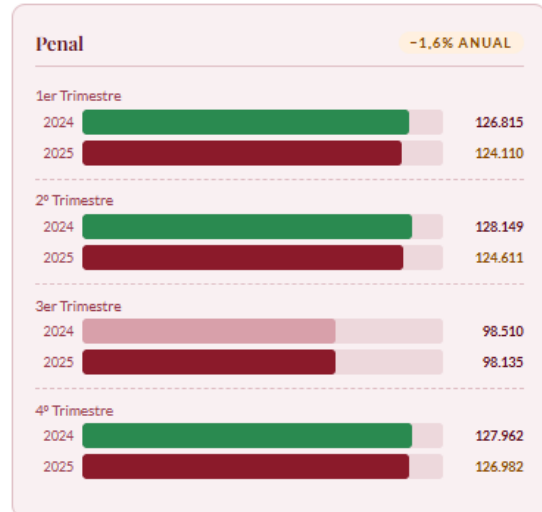 Penal
−1,6% ANUAL
1er Trimestre
2024 126.815
2025 124.110
2º Trimestre
2024 128.149
2025 124.611
3er Trimestre
2024 98.510
2025 98.135
4º Trimestre
2024 127.962
2025 126.982